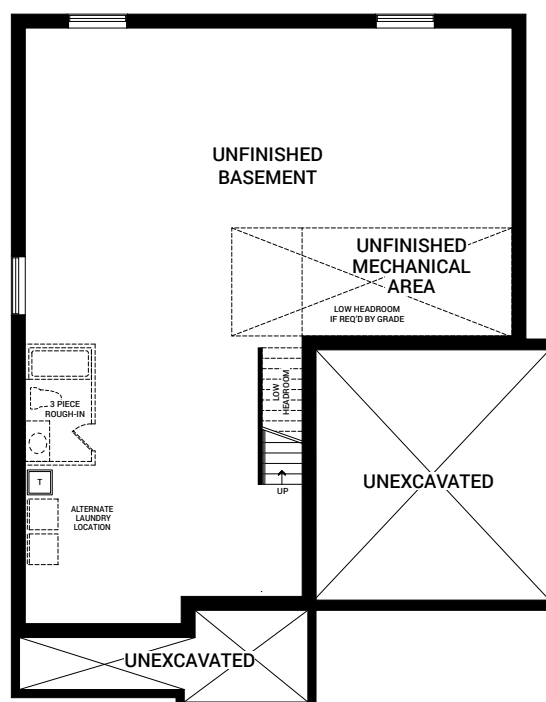 UNFINISHED
BASEMENT
UNFINISHED
MECHANICAL
AREA
LOW HEADROOM
IF REQ'D BY GRADE
LOW
HEADROOM
3 PIECE
ROUGH-IN
UNEXCAVATED
T
UP
ALTERNATE
LAUNDRY
LOCATION
UNEXCAVATED